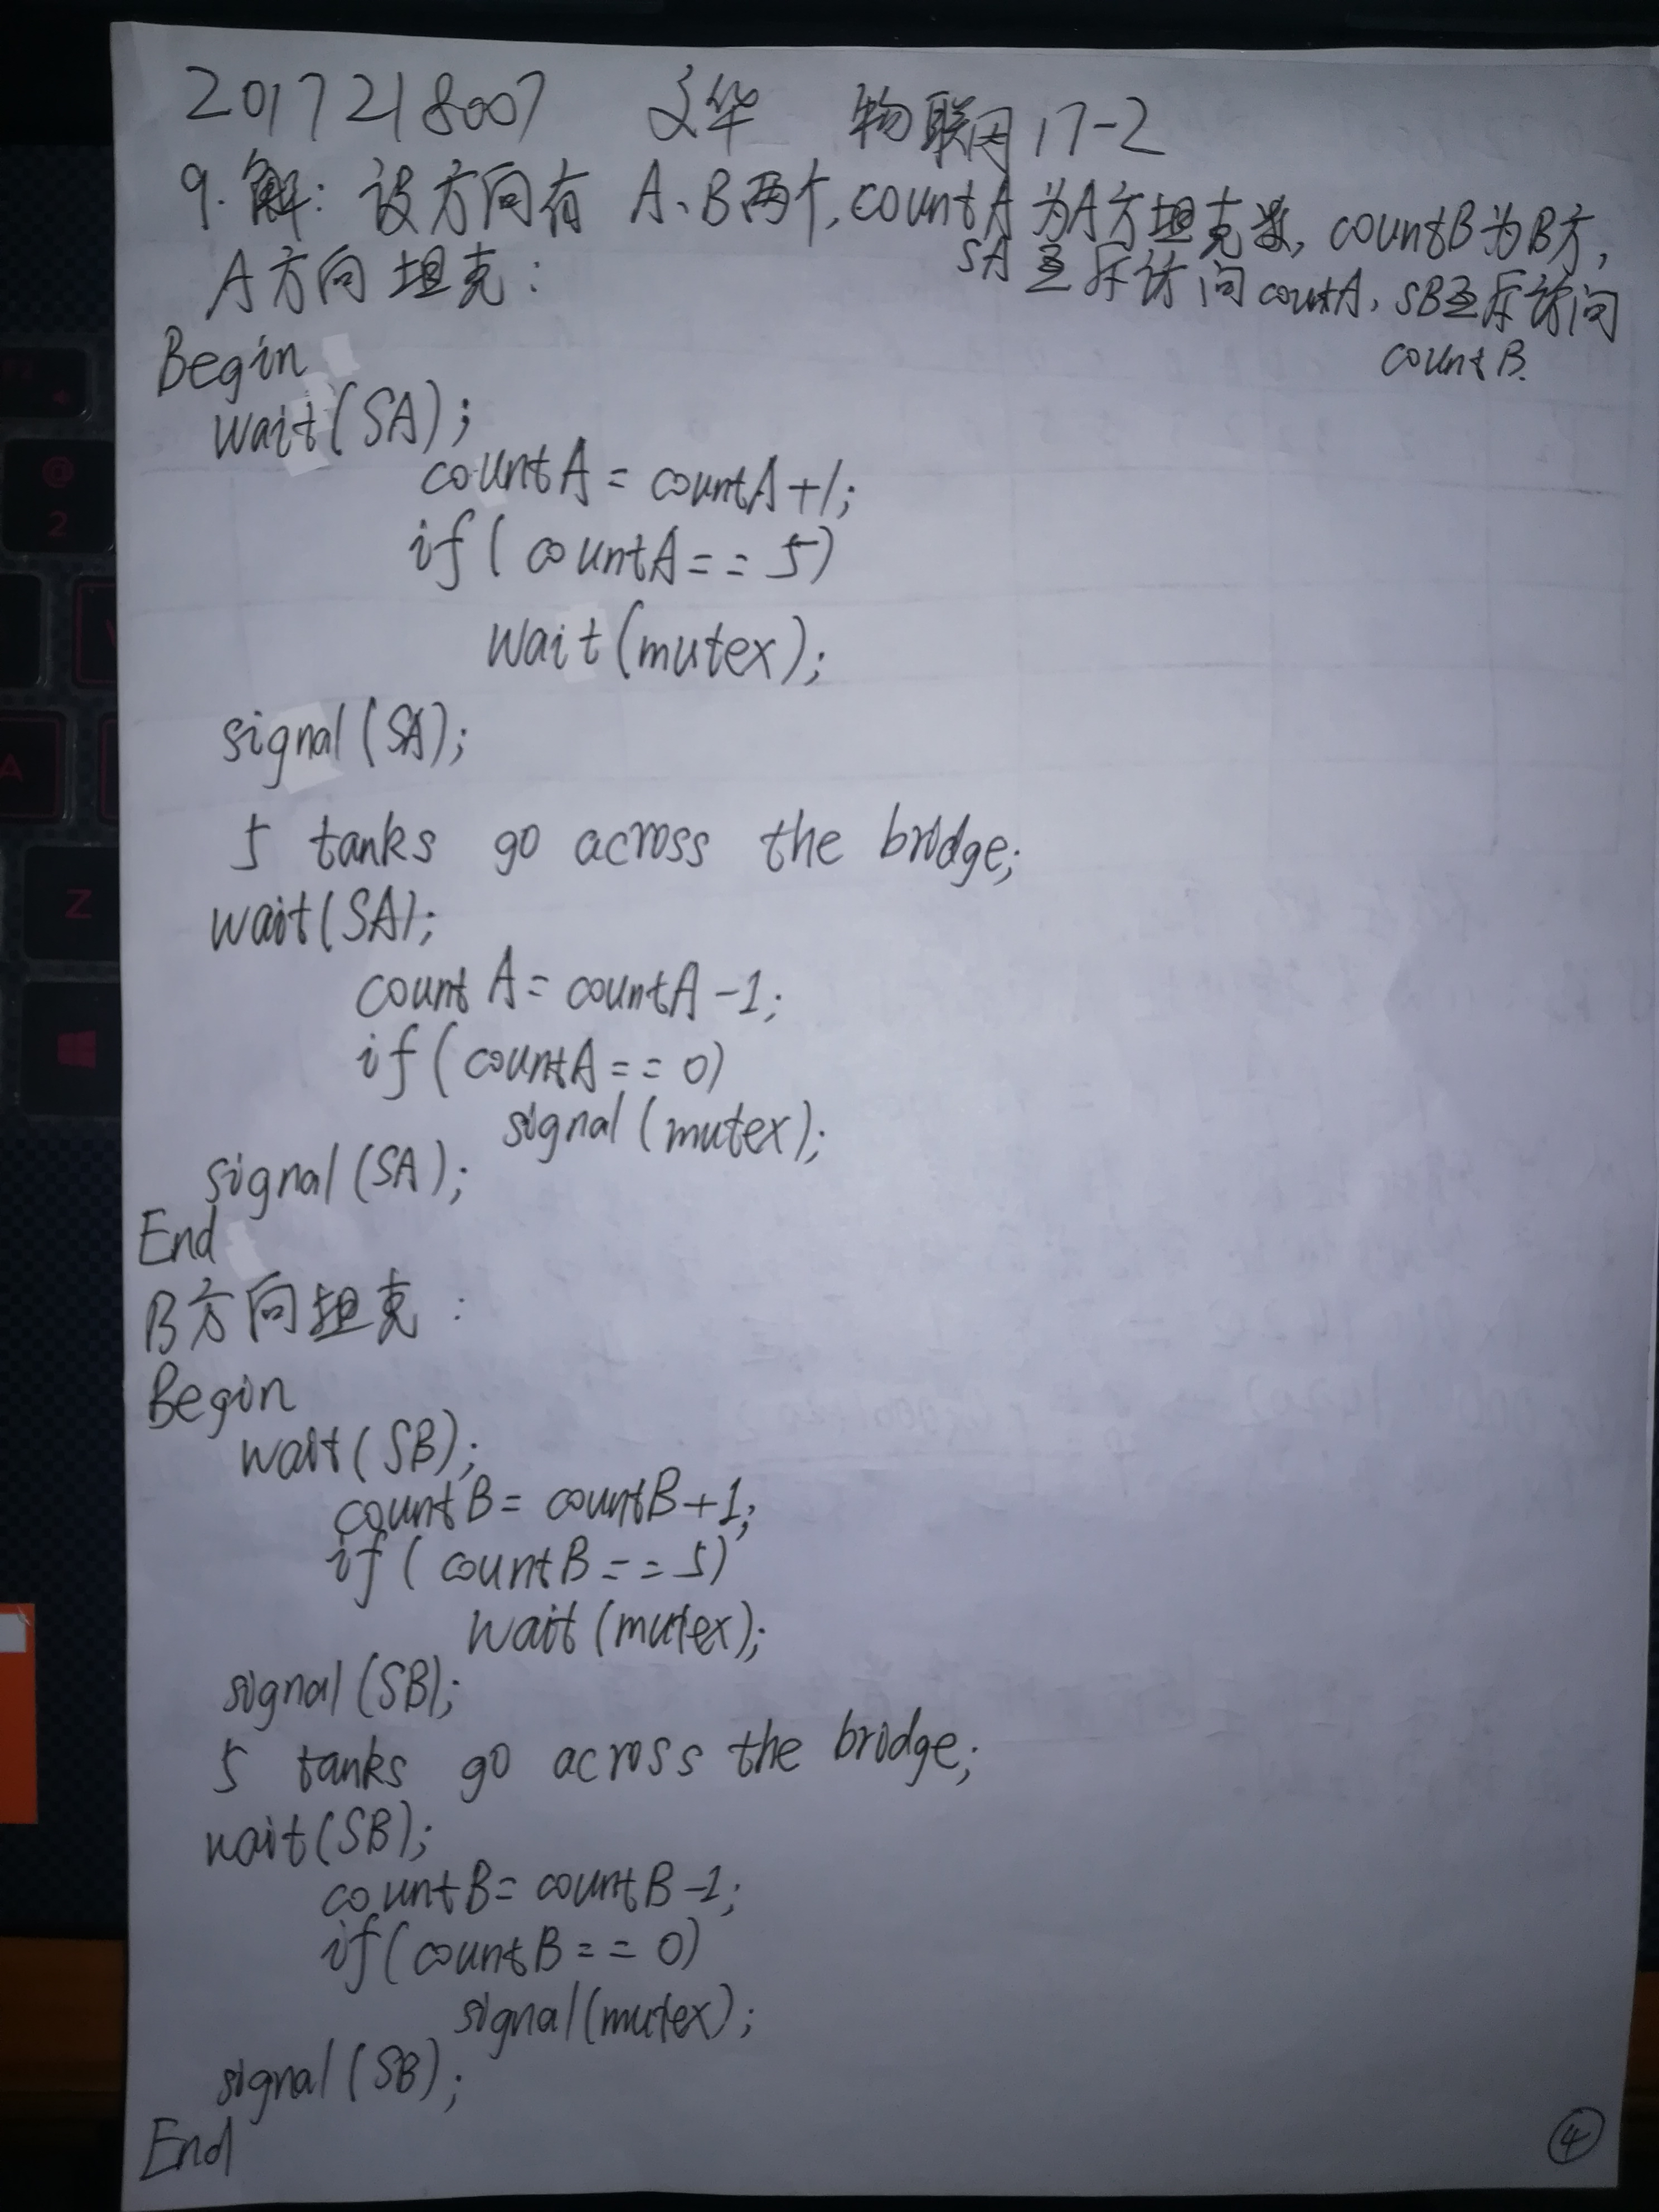 2017218007 文华 物联网17-2
9.解：设方向有 A、B两个,countA为A方坦克数, countB为B方,
SA互斥访问countA, SB互斥访问
countB.
A方向坦克：
Begin
wait(SA);
countA = countA+1;
if(countA==5)
wait(mutex);
signal(SA);
5 tanks go across the bridge;
wait(SA);
countA=countA-1;
if(countA==0)
signal(mutex);
signal(SA);
End
B方向坦克：
Begin
wait(SB);
countB=countB+1;
if(countB==5)
wait(mutex);
signal(SB);
5 tanks go across the bridge;
wait(SB);
countB=countB-1;
if(countB==0)
signal(mutex);
signal(SB);
End
④
@
2
A
Z